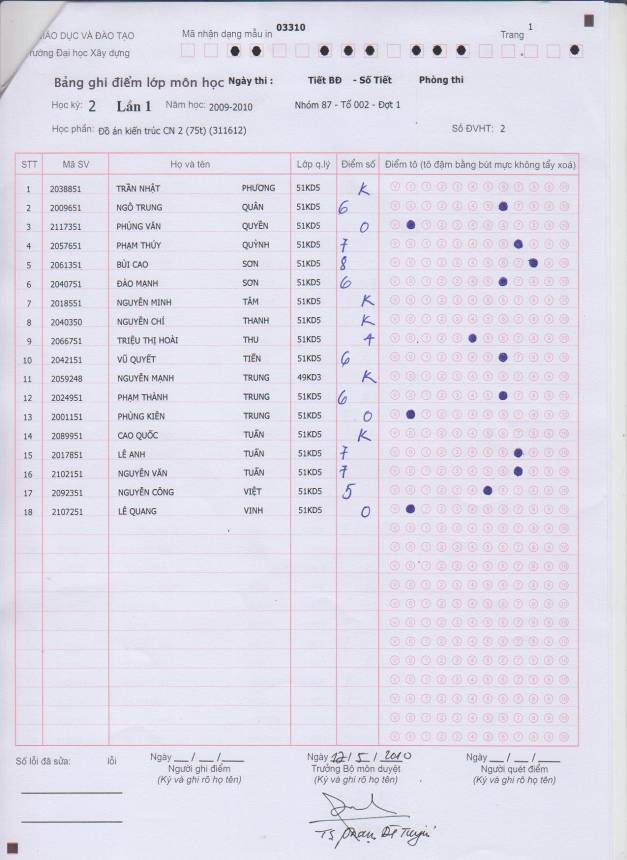 03310
GIÁO DỤC VÀ ĐÀO TẠO Mã nhận dạng mẫu in Trang 1
Trường Đại học Xây dựng
Bảng ghi điểm lớp môn học Ngày thi : Tiết BĐ - Số Tiết Phòng thi
Học kỳ: 2 Lần 1 Năm học: 2009-2010 Nhóm 87 - Tổ 002 - Đợt 1
Học phần: Đồ án kiến trúc CN 2 (75t) (311612) Số ĐVHT: 2
STT Mã SV Họ và tên Lớp q.lý Điểm số Điểm tô (tô đậm bằng bút mực không tẩy xoá)
1 2038851 TRẦN NHẬT PHƯƠNG 51KD5 K
2 2009651 NGÔ TRUNG QUÂN 51KD5 6
3 2117351 PHÙNG VĂN QUYỀN 51KD5 0
4 2057651 PHẠM THÚY QUỲNH 51KD5 7
5 2061351 BÙI CAO SƠN 51KD5 8
6 2040751 ĐÀO MẠNH SƠN 51KD5 6
7 2018551 NGUYỄN MINH TÂM 51KD5 K
8 2040350 NGUYỄN CHÍ THANH 51KD5 K
9 2066751 TRIỆU THỊ HOÀI THU 51KD5 4
10 2042151 VŨ QUYẾT TIẾN 51KD5 6
11 2059248 NGUYỄN MẠNH TRUNG 49KD3 K
12 2024951 PHẠM THÀNH TRUNG 51KD5 6
13 2001151 PHÙNG KIÊN TRUNG 51KD5 0
14 2089951 CAO QUỐC TUẤN 51KD5 K
15 2017851 LÊ ANH TUẤN 51KD5 7
16 2102151 NGUYỄN VĂN TUẤN 51KD5 7
17 2092351 NGUYỄN CÔNG VIỆT 51KD5 5
18 2107251 LÊ QUANG VINH 51KD5 0
Số lỗi đã sửa: lỗi Ngày __/__/__ Ngày 12/5/2010 Ngày __/__/__
Người ghi điểm Trưởng Bộ môn duyệt Người quét điểm
(Ký và ghi rõ họ tên) (Ký và ghi rõ họ tên) (Ký và ghi rõ họ tên)
TS